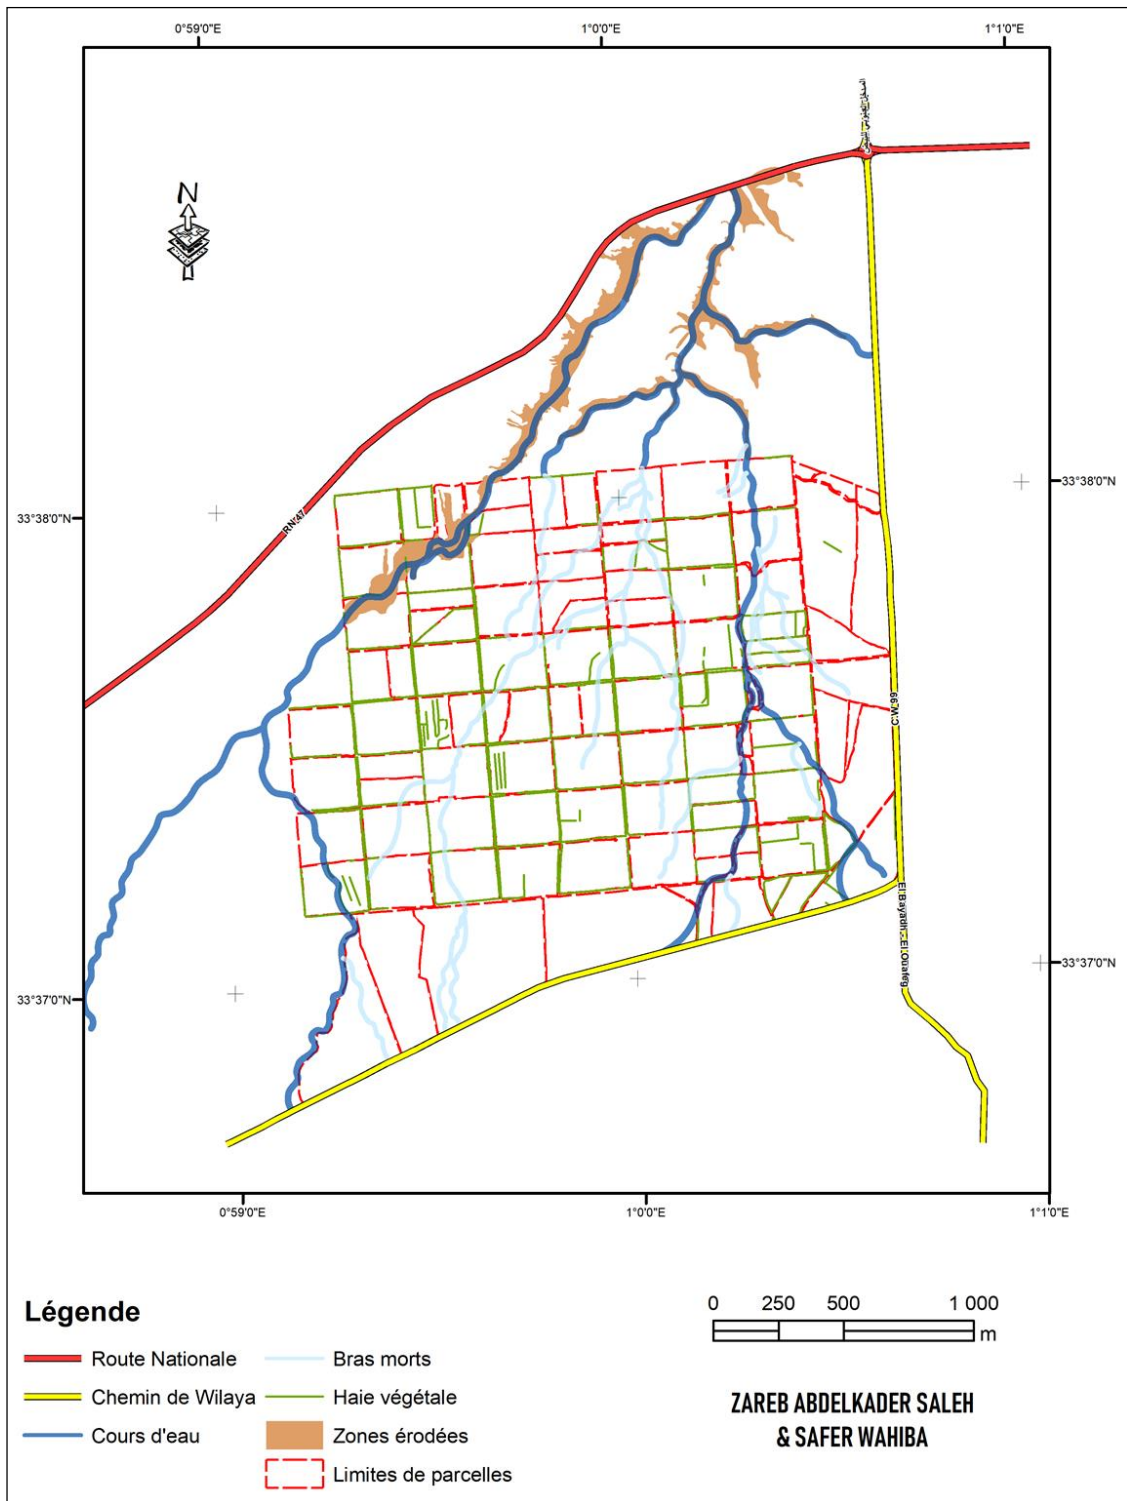 0°59'0"E
1°0'0"E
1°1'0"E
N
33°38'0"N
33°38'0"N
RN47
C.W 99
El Bayadh - El Ouateg
33°37'0"N
33°37'0"N
0°59'0"E
1°0'0"E
1°1'0"E
Légende
Route Nationale
Chemin de Wilaya
Cours d'eau
Bras morts
Haie végétale
Zones érodées
Limites de parcelles
0 250 500 1 000
m
ZAREB ABDELKADER SALEH
& SAFER WAHIBA